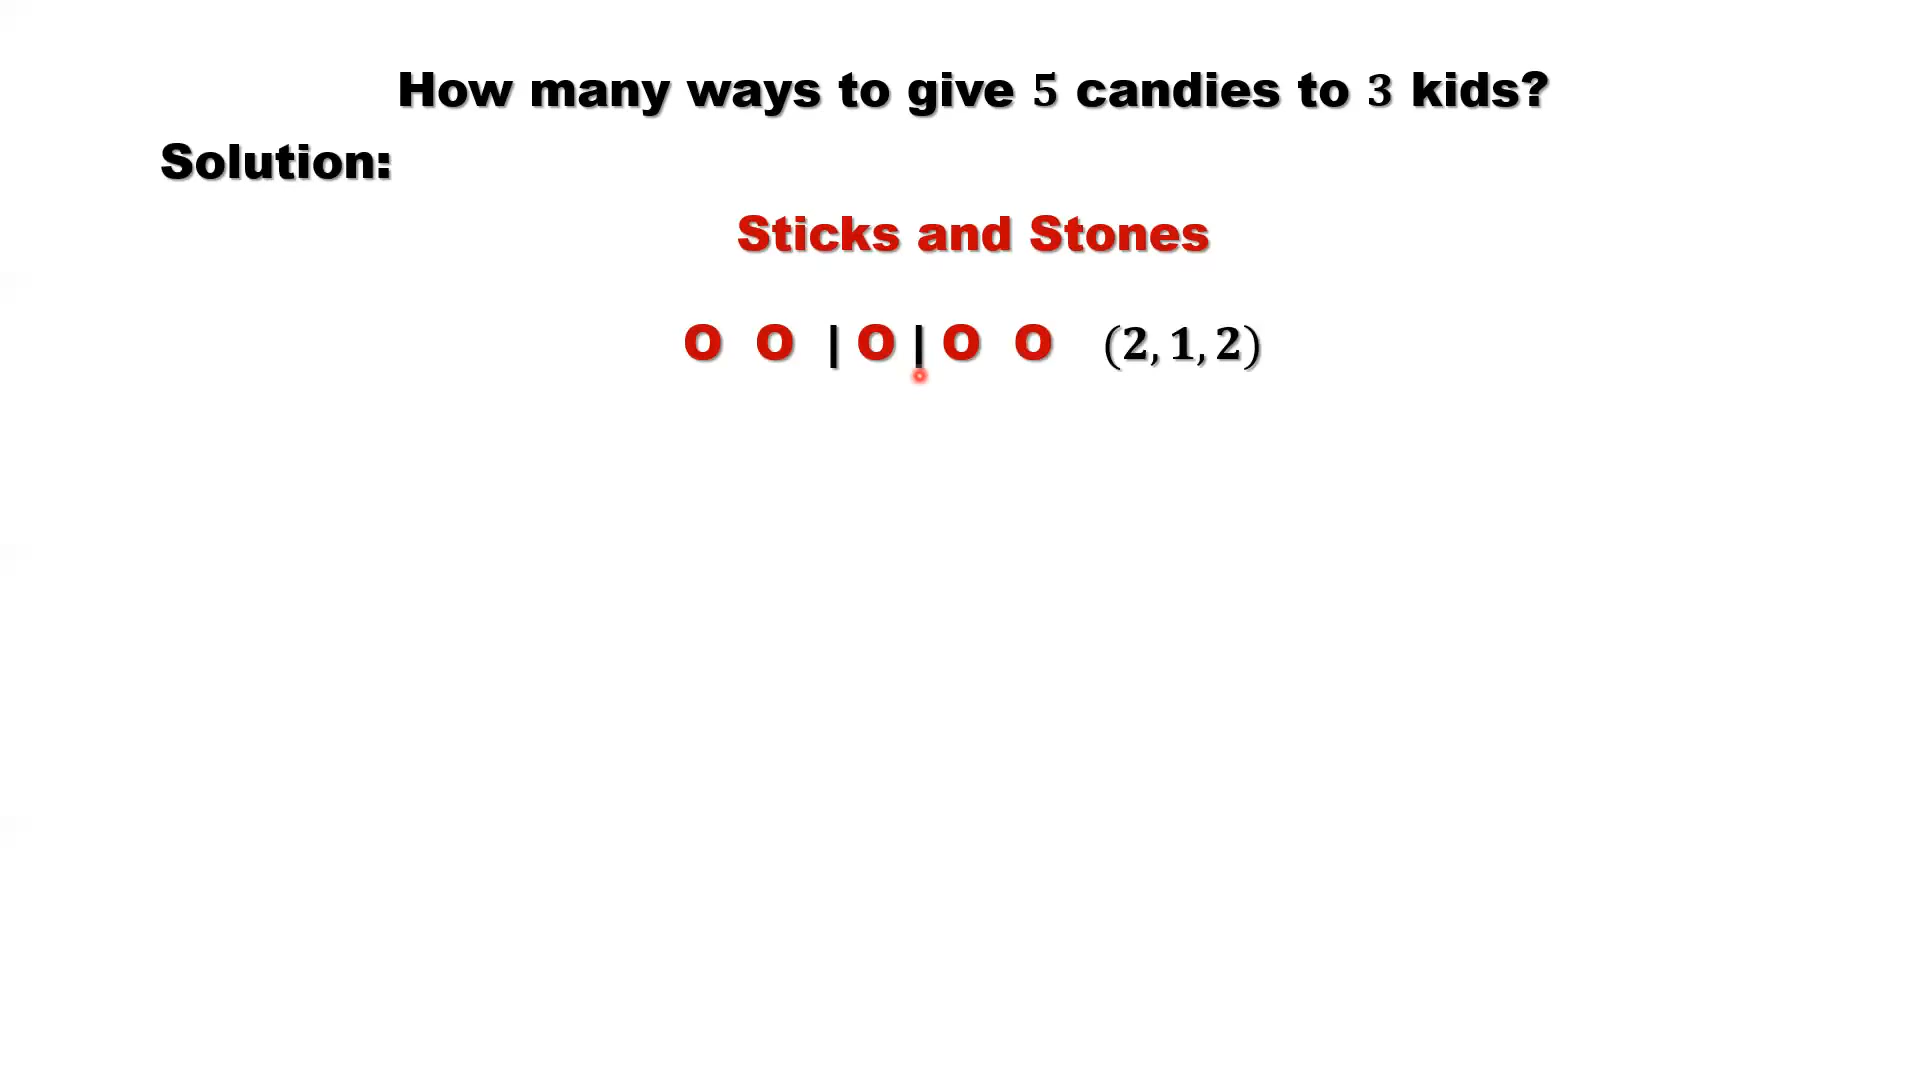 How many ways to give 5 candies to 3 kids?
Solution:
Sticks and Stones
O O | O | O O (2, 1, 2)